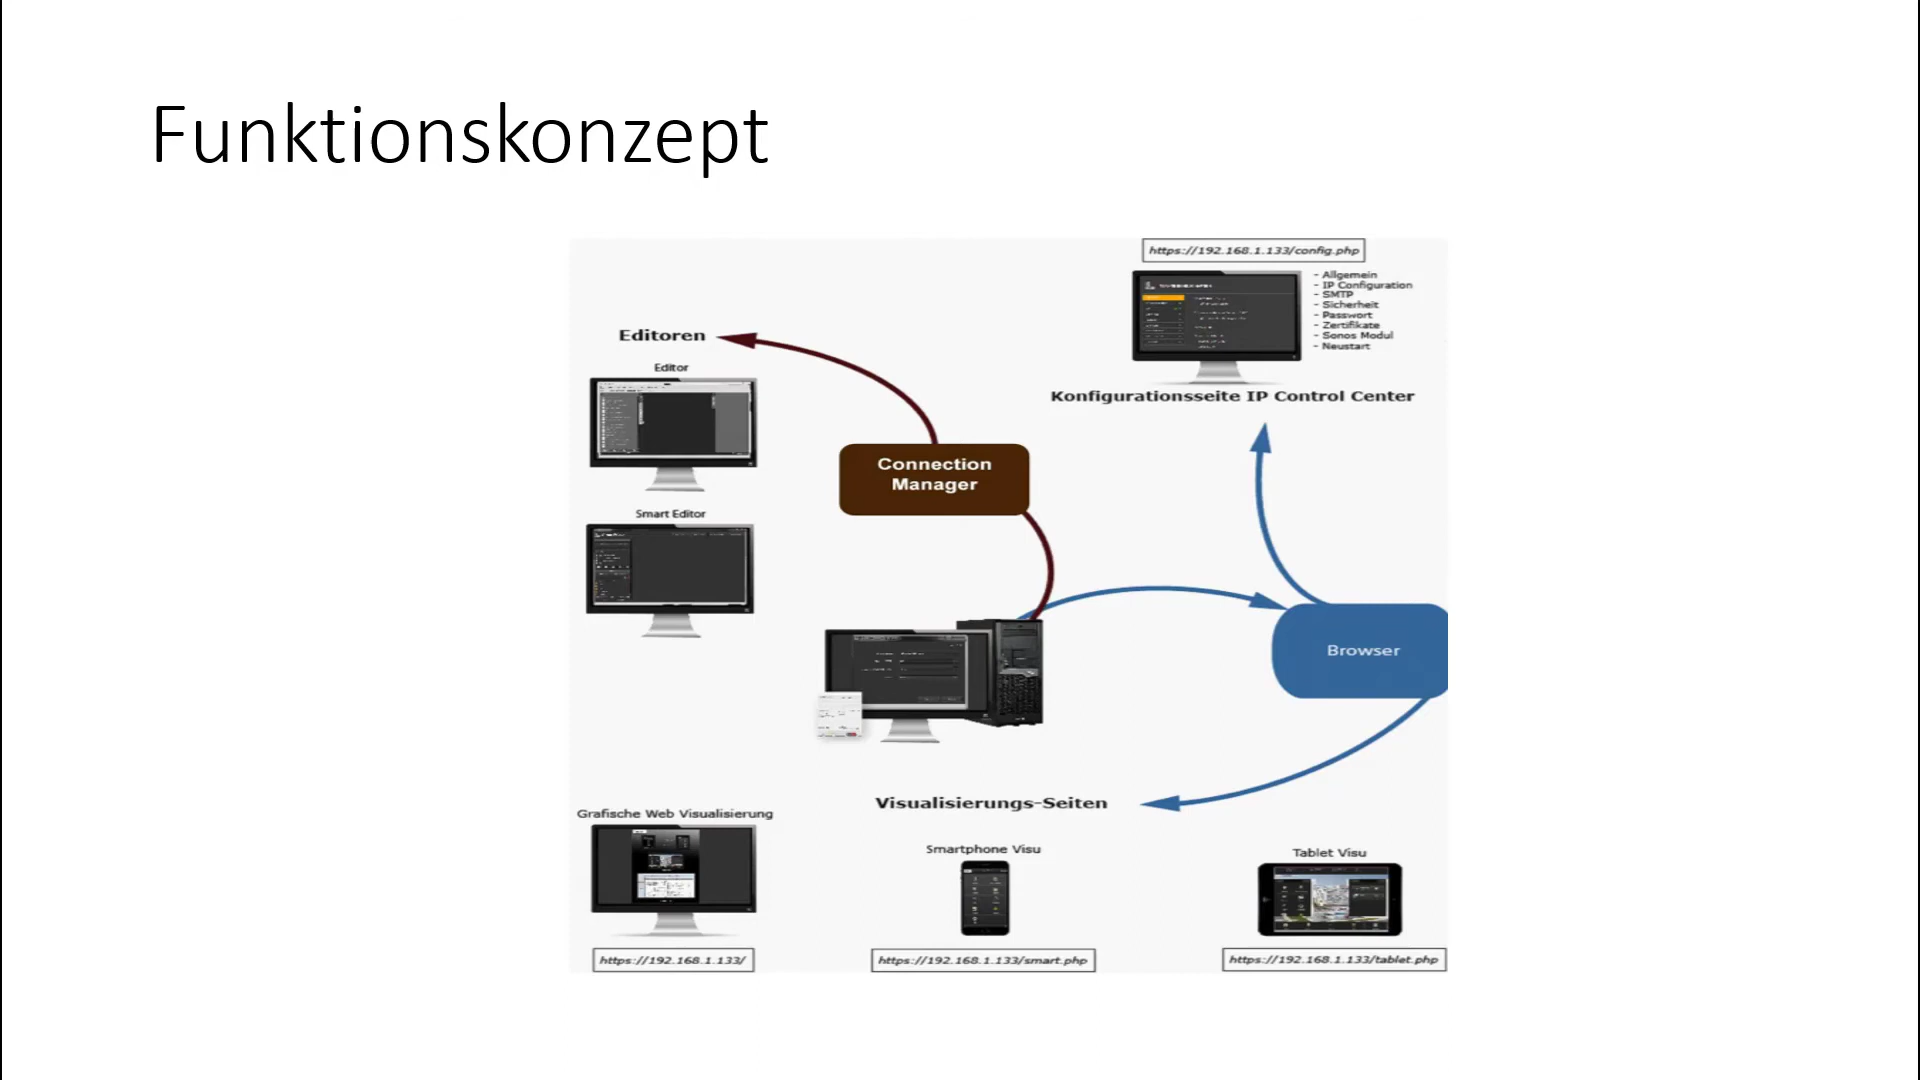 Funktionskonzept
https://192.168.1.133/config.php
- Allgemein
- IP Configuration
- SMTP
- Sicherheit
- Passwort
- Zertifikate
- Sonos Modul
- Neustart
Konfigurationsseite IP Control Center
Editoren
Editor
Connection
Manager
Smart Editor
Browser
Visualisierungs-Seiten
Grafische Web Visualisierung
Smartphone Visu
Tablet Visu
https://192.168.1.133/
https://192.168.1.133/smart.php
https://192.168.1.133/tablet.php